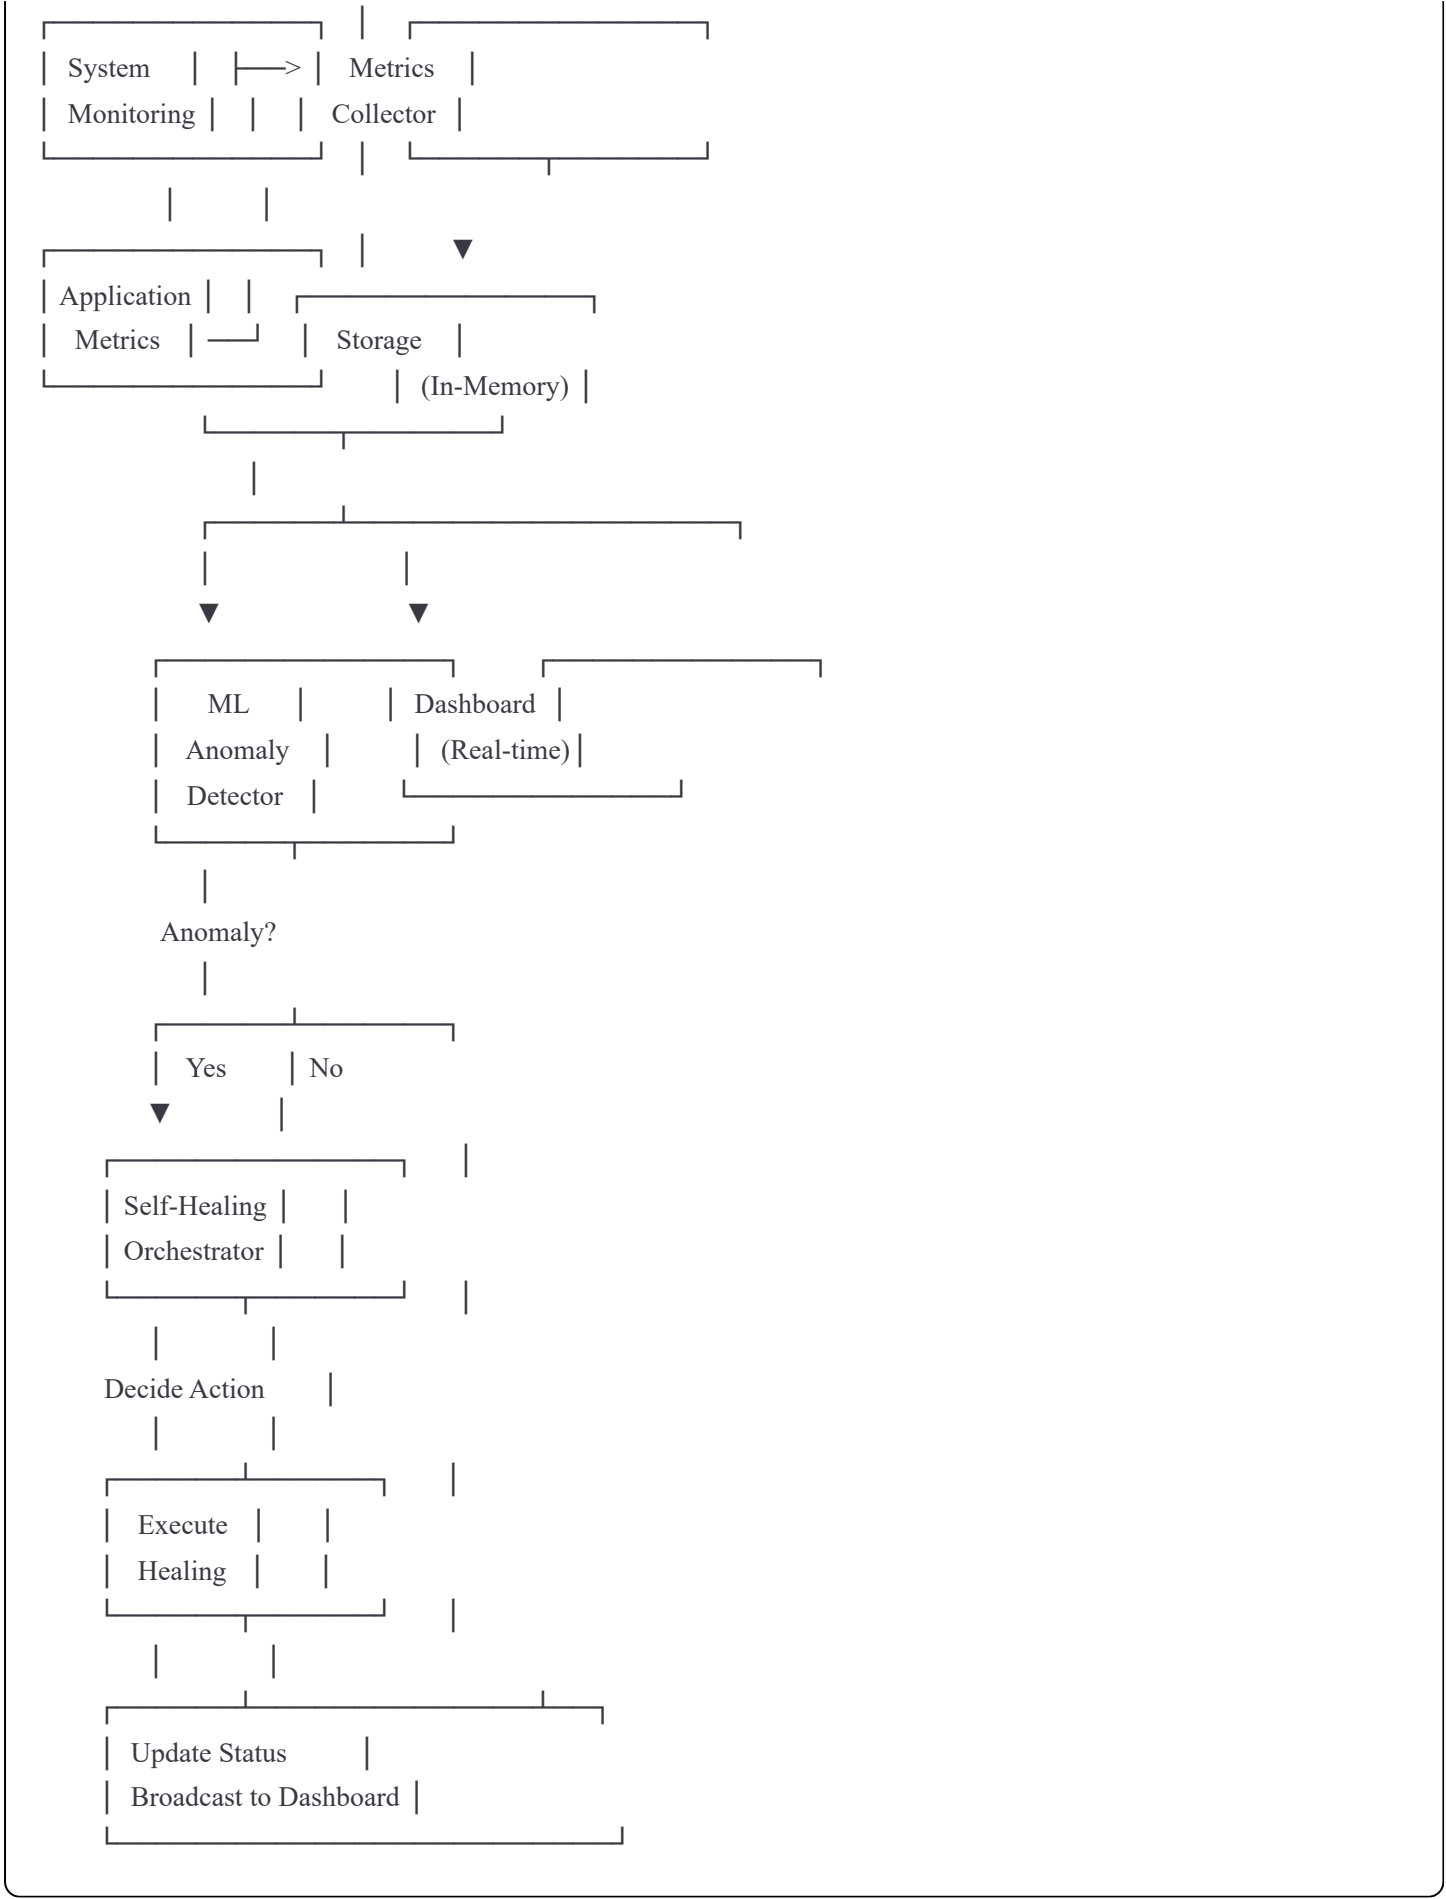 System Metrics
Monitoring Collector
Application
Metrics Storage
(In-Memory)
ML Dashboard
Anomaly (Real-time)
Detector
Anomaly?
Yes No
Self-Healing
Orchestrator
Decide Action
Execute
Healing
Update Status
Broadcast to Dashboard